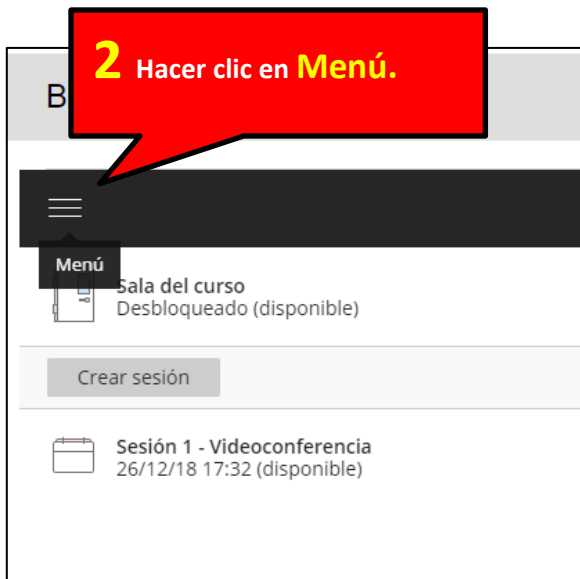 2 Hacer clic en Menú.
B
Menú
Sala del curso
Desbloqueado (disponible)
Crear sesión
Sesión 1 - Videoconferencia
26/12/18 17:32 (disponible)